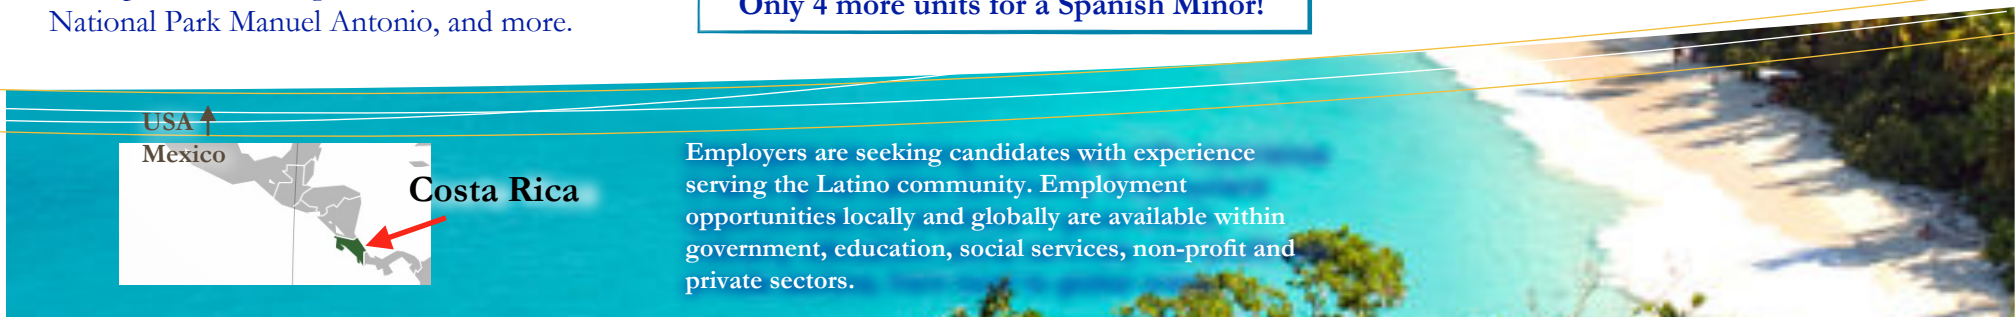 National Park Manuel Antonio, and more.
Only 4 more units for a Spanish Minor!
USA
Mexico
Costa Rica
Employers are seeking candidates with experience
serving the Latino community. Employment
opportunities locally and globally are available within
government, education, social services, non-profit and
private sectors.